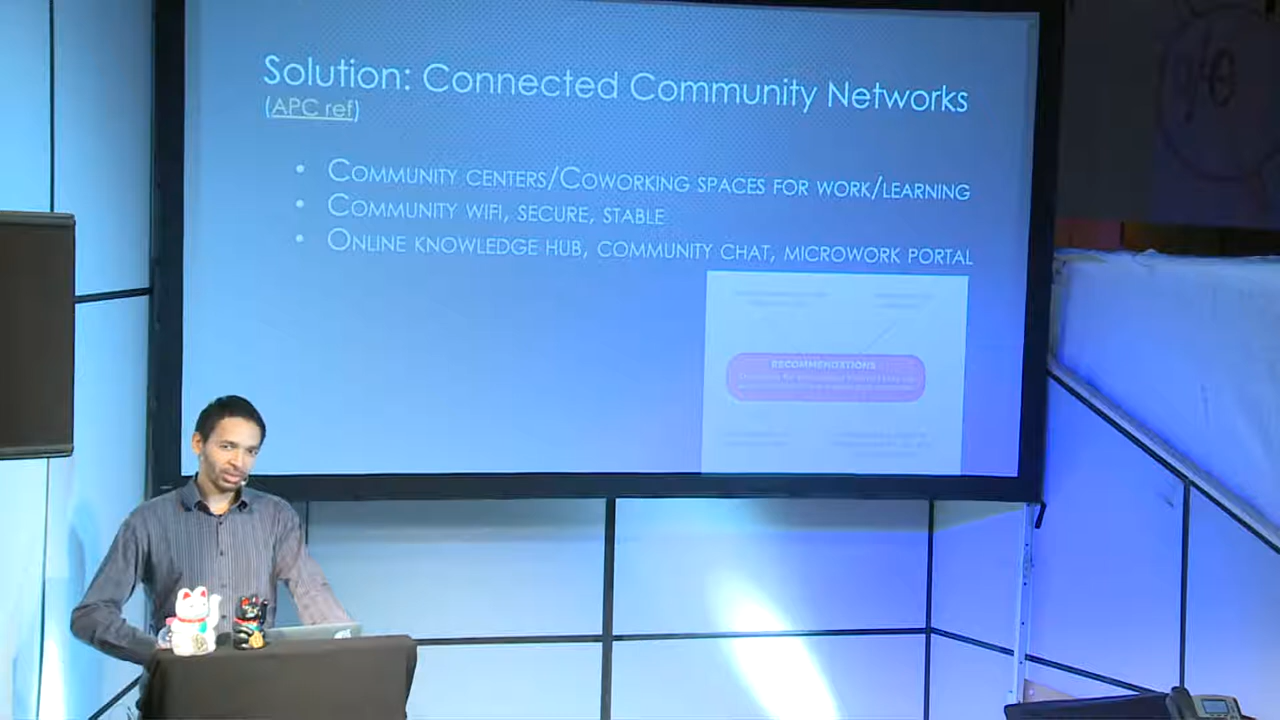 Solution: Connected Community Networks
(APC ref)
• Community centers/Coworking spaces for work/learning
• Community wifi, secure, stable
• Online knowledge hub, community chat, microwork portal
RECOMMENDATIONS